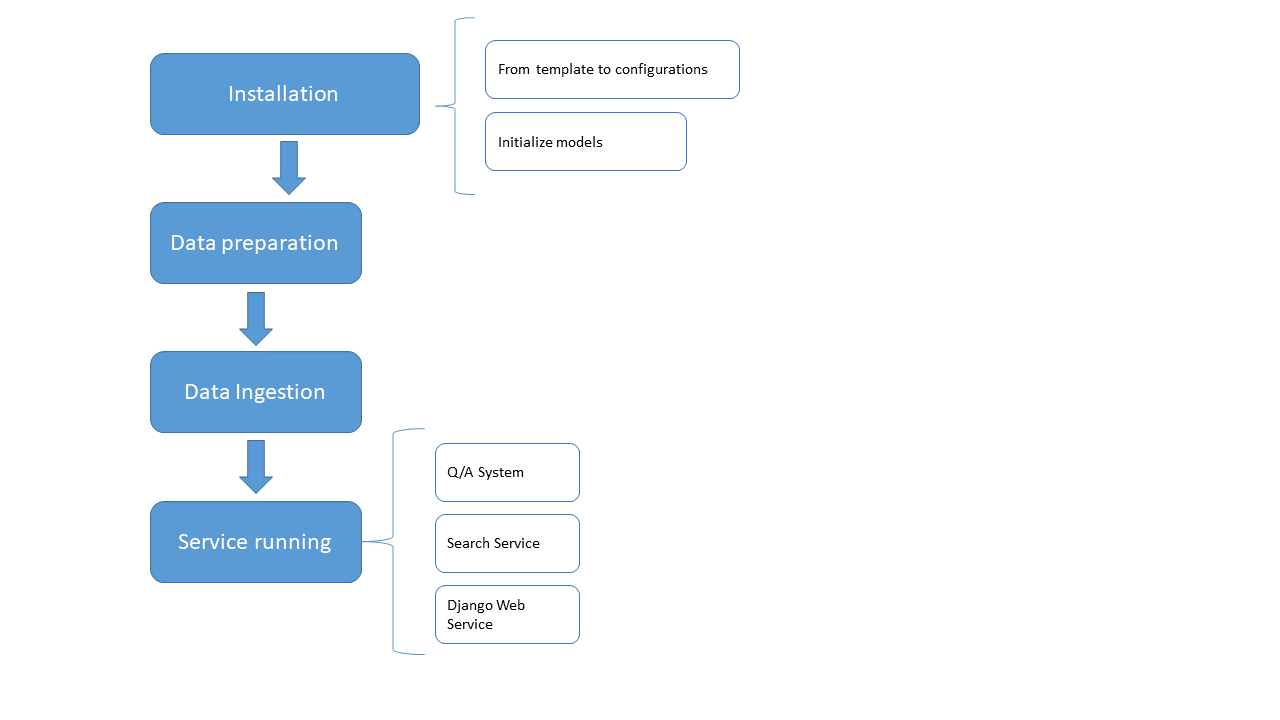 Installation
From template to configurations
Initialize models
Data preparation
Data Ingestion
Service running
Q/A System
Search Service
Django Web
Service